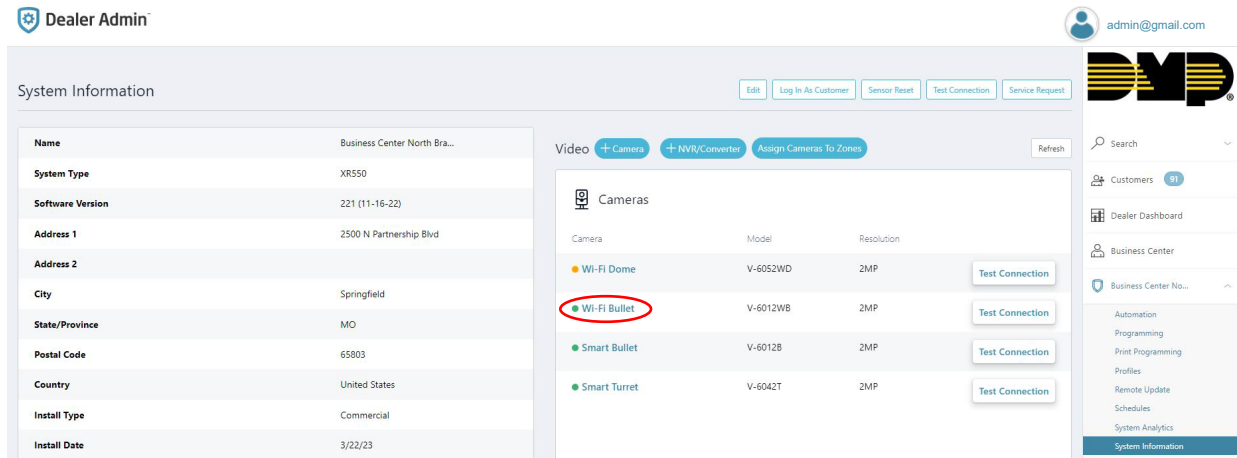 Dealer Admin™
admin@gmail.com
System Information
Edit
Log In As Customer
Sensor Reset
Test Connection
Service Request
DMP®
Name Business Center North Bra...
System Type XR550
Software Version 221 (11-16-22)
Address 1 2500 N Partnership Blvd
Address 2
City Springfield
State/Province MO
Postal Code 65803
Country United States
Install Type Commercial
Install Date 3/22/23
Video + Camera + NVR/Converter Assign Cameras To Zones Refresh
Cameras
Camera Model Resolution
Wi-Fi Dome V-6052WD 2MP Test Connection
Wi-Fi Bullet V-6012WB 2MP Test Connection
Smart Bullet V-6012B 2MP Test Connection
Smart Turret V-6042T 2MP Test Connection
Search
Customers 91
Dealer Dashboard
Business Center
Business Center No...
Automation
Programming
Print Programming
Profiles
Remote Update
Schedules
System Analytics
System Information